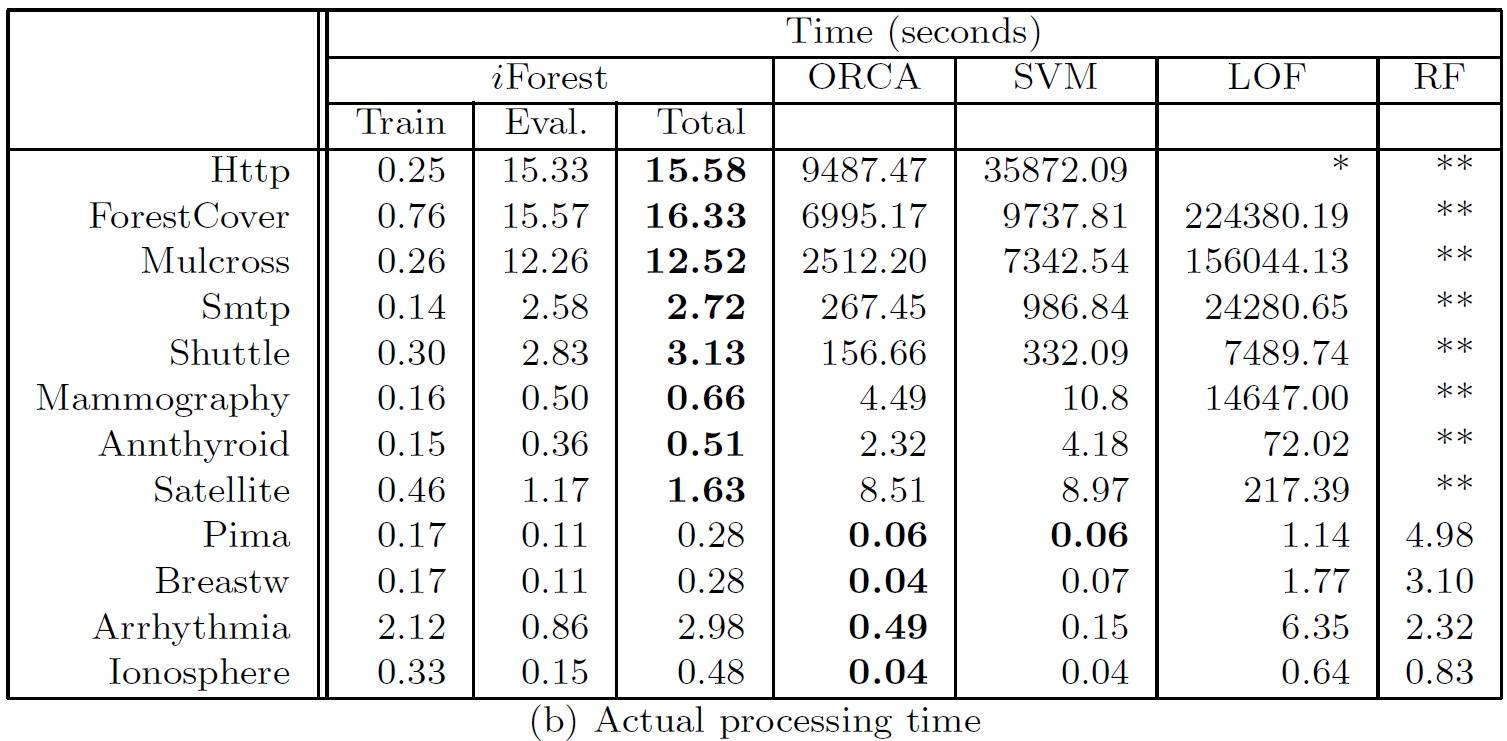 Time (seconds)
iForest ORCA SVM LOF RF
Train Eval. Total
Http 0.25 15.33 15.58 9487.47 35872.09 * **
ForestCover 0.76 15.57 16.33 6995.17 9737.81 224380.19 **
Mulcross 0.26 12.26 12.52 2512.20 7342.54 156044.13 **
Smtp 0.14 2.58 2.72 267.45 986.84 24280.65 **
Shuttle 0.30 2.83 3.13 156.66 332.09 7489.74 **
Mammography 0.16 0.50 0.66 4.49 10.8 14647.00 **
Annthyroid 0.15 0.36 0.51 2.32 4.18 72.02 **
Satellite 0.46 1.17 1.63 8.51 8.97 217.39 **
Pima 0.17 0.11 0.28 0.06 0.06 1.14 4.98
Breastw 0.17 0.11 0.28 0.04 0.07 1.77 3.10
Arrhythmia 2.12 0.86 2.98 0.49 0.15 6.35 2.32
Ionosphere 0.33 0.15 0.48 0.04 0.04 0.64 0.83
(b) Actual processing time